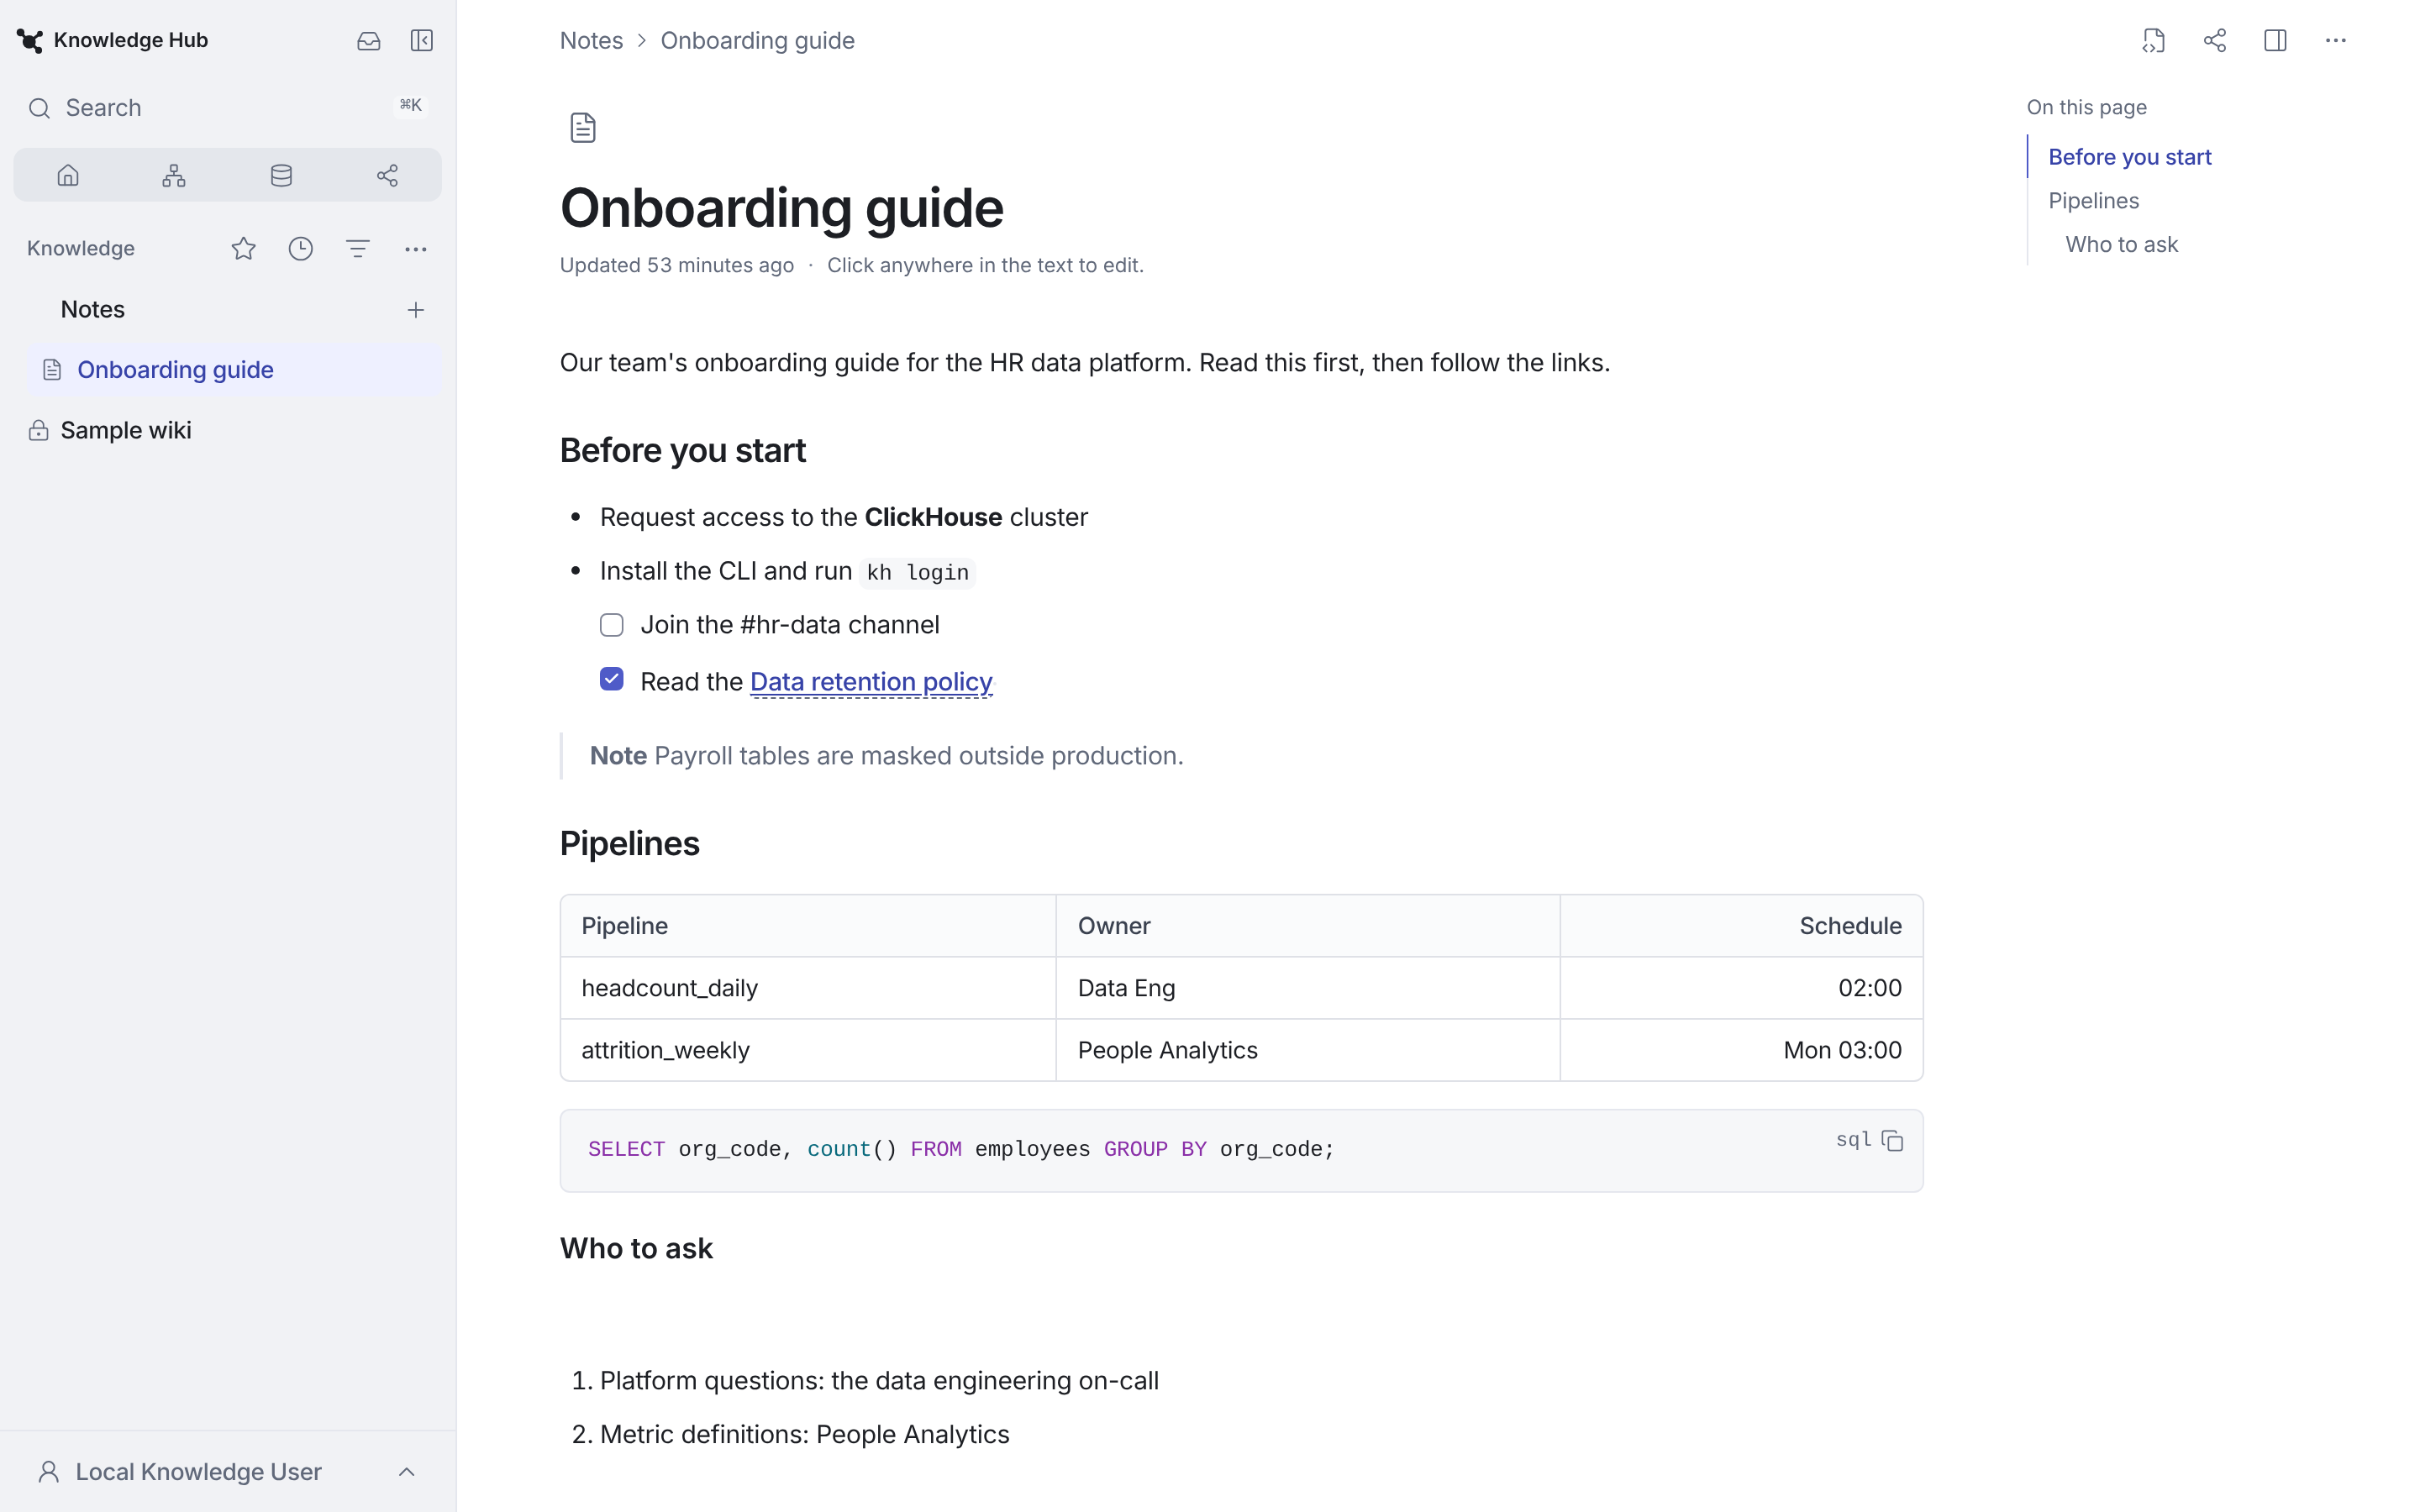 Knowledge Hub
Search
⌘K
Knowledge
Notes
Onboarding guide
Sample wiki
Local Knowledge User
Notes > Onboarding guide
Onboarding guide
Updated 53 minutes ago · Click anywhere in the text to edit.
Our team's onboarding guide for the HR data platform. Read this first, then follow the links.
Before you start
• Request access to the ClickHouse cluster
• Install the CLI and run kh login
Join the #hr-data channel
Read the Data retention policy
Note Payroll tables are masked outside production.
Pipelines
Pipeline Owner Schedule
headcount_daily Data Eng 02:00
attrition_weekly People Analytics Mon 03:00
SELECT org_code, count() FROM employees GROUP BY org_code;
sql
Who to ask
1. Platform questions: the data engineering on-call
2. Metric definitions: People Analytics
On this page
Before you start
Pipelines
Who to ask